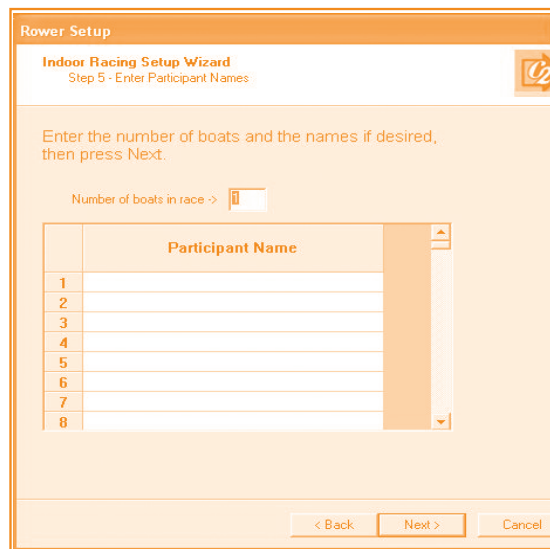 Rower Setup
Indoor Racing Setup Wizard
Step 5 - Enter Participant Names
C2
Enter the number of boats and the names if desired,
then press Next.
Number of boats in race -> 1
Participant Name
1
2
3
4
5
6
7
8
< Back Next > Cancel